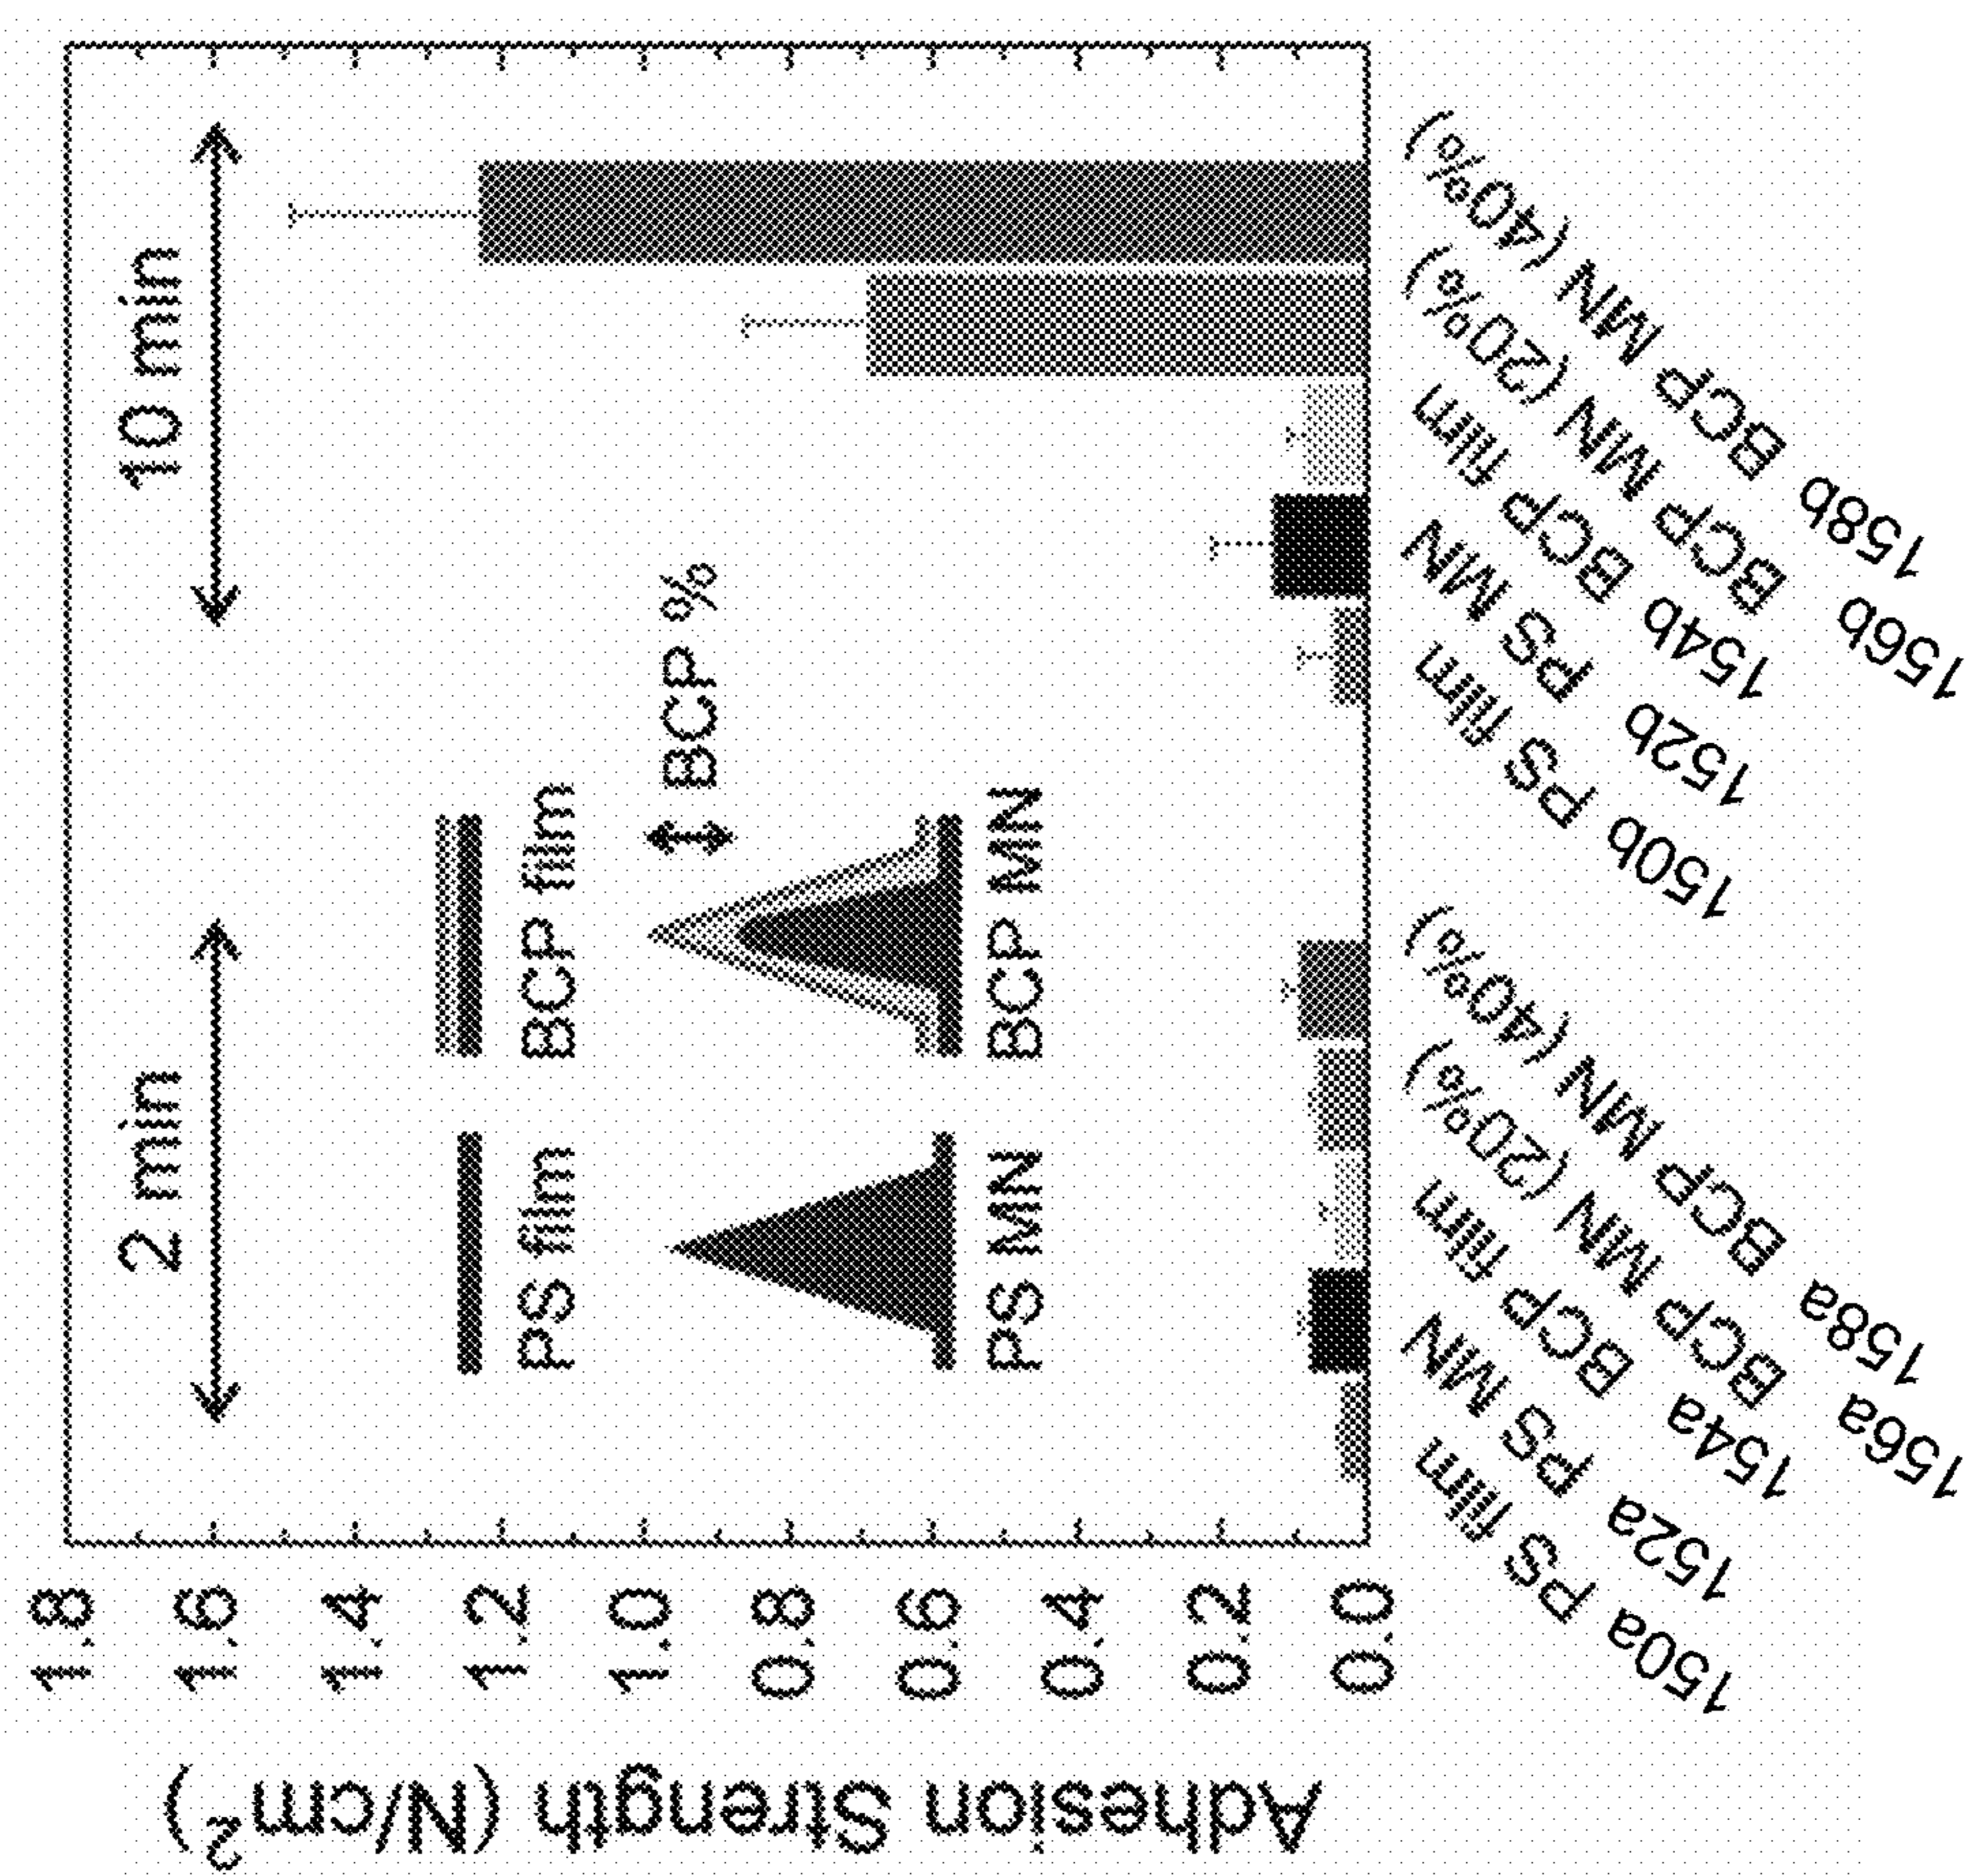 Adhesion Strength (N/cm²)
1.8
1.6
1.4
1.2
1.0
0.8
0.6
0.4
0.2
0.0
2 min
10 min
PS film
BCP film
BCP %
PS MN
BCP MN
150a PS film
152a PS MN
154a BCP film
156a BCP MN (20%)
158a BCP MN (40%)
150b PS film
152b PS MN
154b BCP film
156b BCP MN (20%)
158b BCP MN (40%)